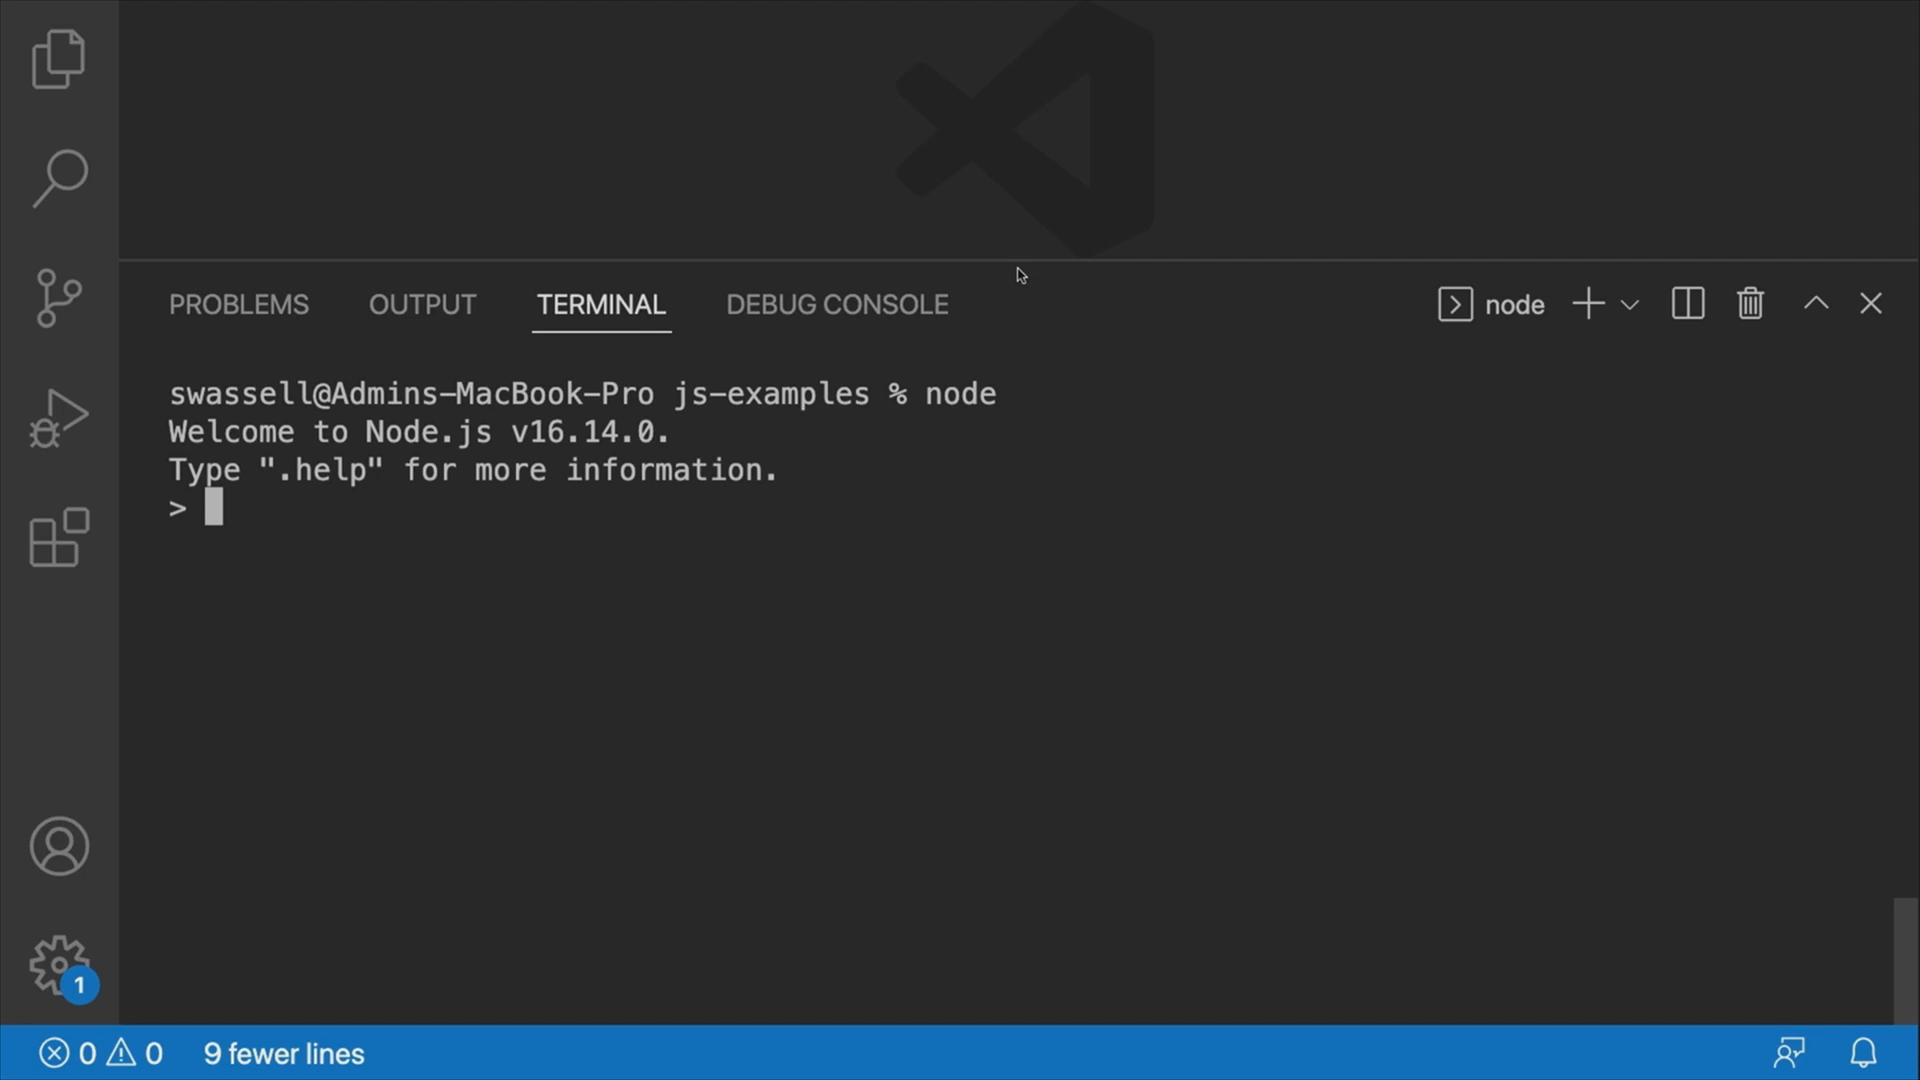 PROBLEMS OUTPUT TERMINAL DEBUG CONSOLE node
swassell@Admins-MacBook-Pro js-examples % node
Welcome to Node.js v16.14.0.
Type ".help" for more information.
>
1
0 0 9 fewer lines